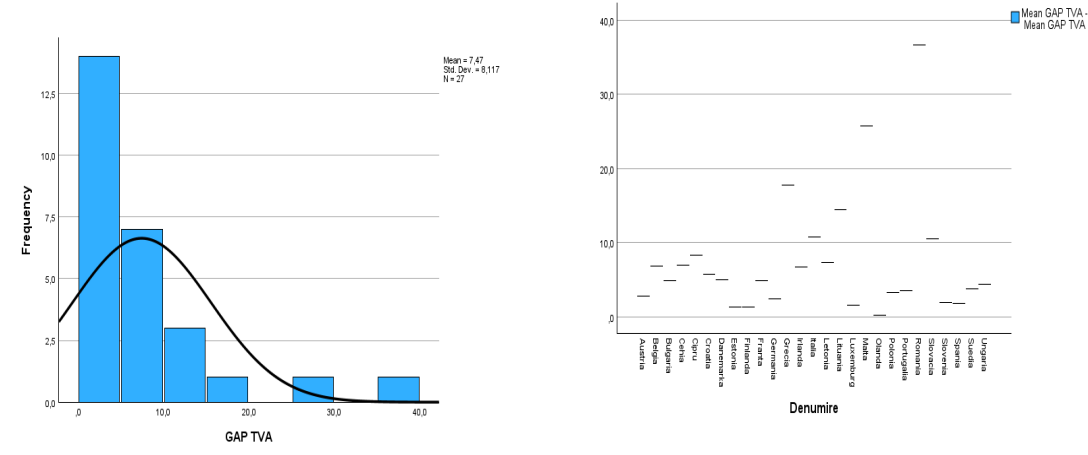 Mean = 7,47
Std. Dev. = 8,117
N = 27
Frequency
12,5
10,0
7,5
5,0
2,5
0,0
,0
10,0
20,0
30,0
40,0
GAP TVA
Mean GAP TVA -
Mean GAP TVA
40,0
30,0
20,0
10,0
,0
Austria
Belgia
Bulgaria
Cehia
Cipru
Croatia
Danemarka
Estonia
Finlanda
Franta
Germania
Grecia
Irlanda
Italia
Letonia
Lituania
Luxemburg
Malta
Olanda
Polonia
Portugalia
Romania
Slovacia
Slovenia
Spania
Suedia
Ungaria
Denumire